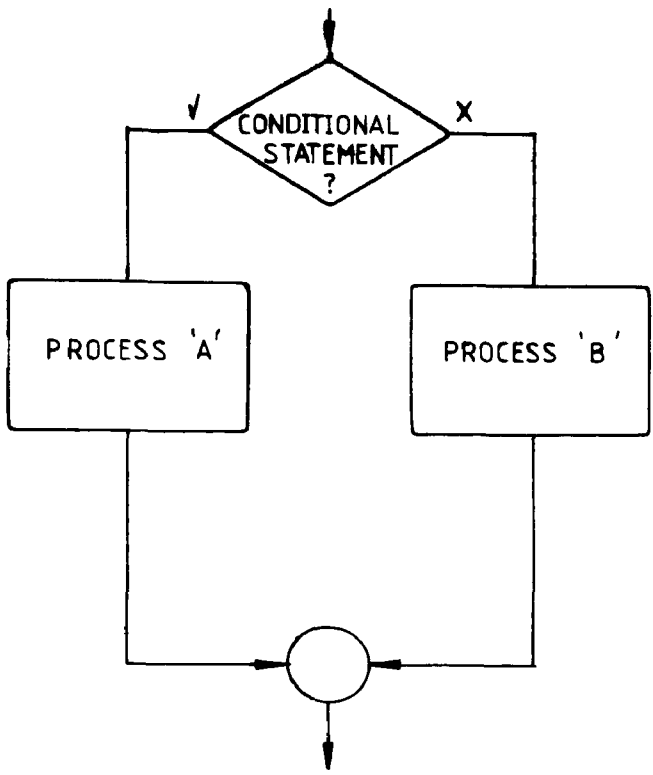 √
X
CONDITIONAL
STATEMENT
?
PROCESS 'A'
PROCESS 'B'